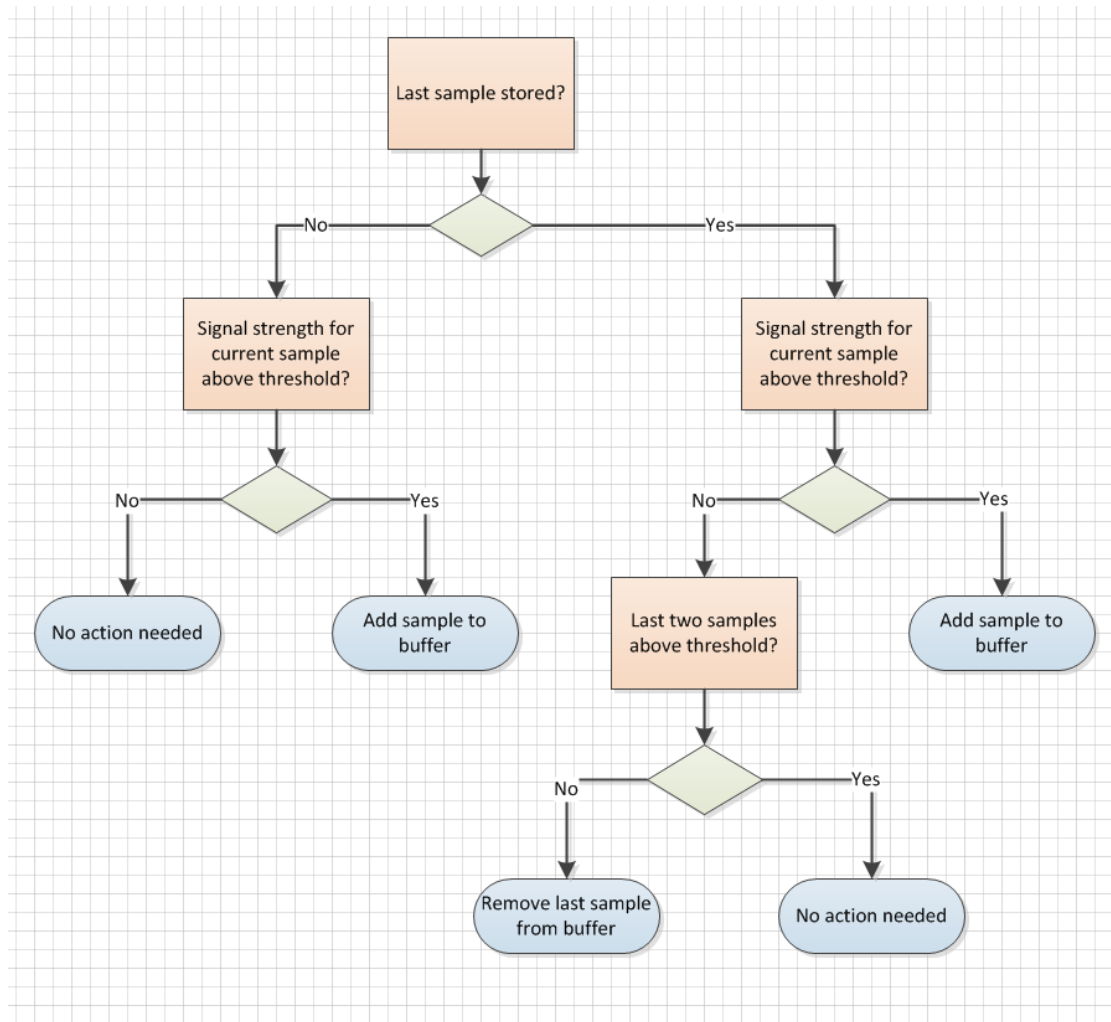 Last sample stored?
No
Yes
Signal strength for
current sample
above threshold?
Signal strength for
current sample
above threshold?
No
Yes
No
Yes
No action needed
Add sample to
buffer
Last two samples
above threshold?
Add sample to
buffer
No
Yes
Remove last sample
from buffer
No action needed